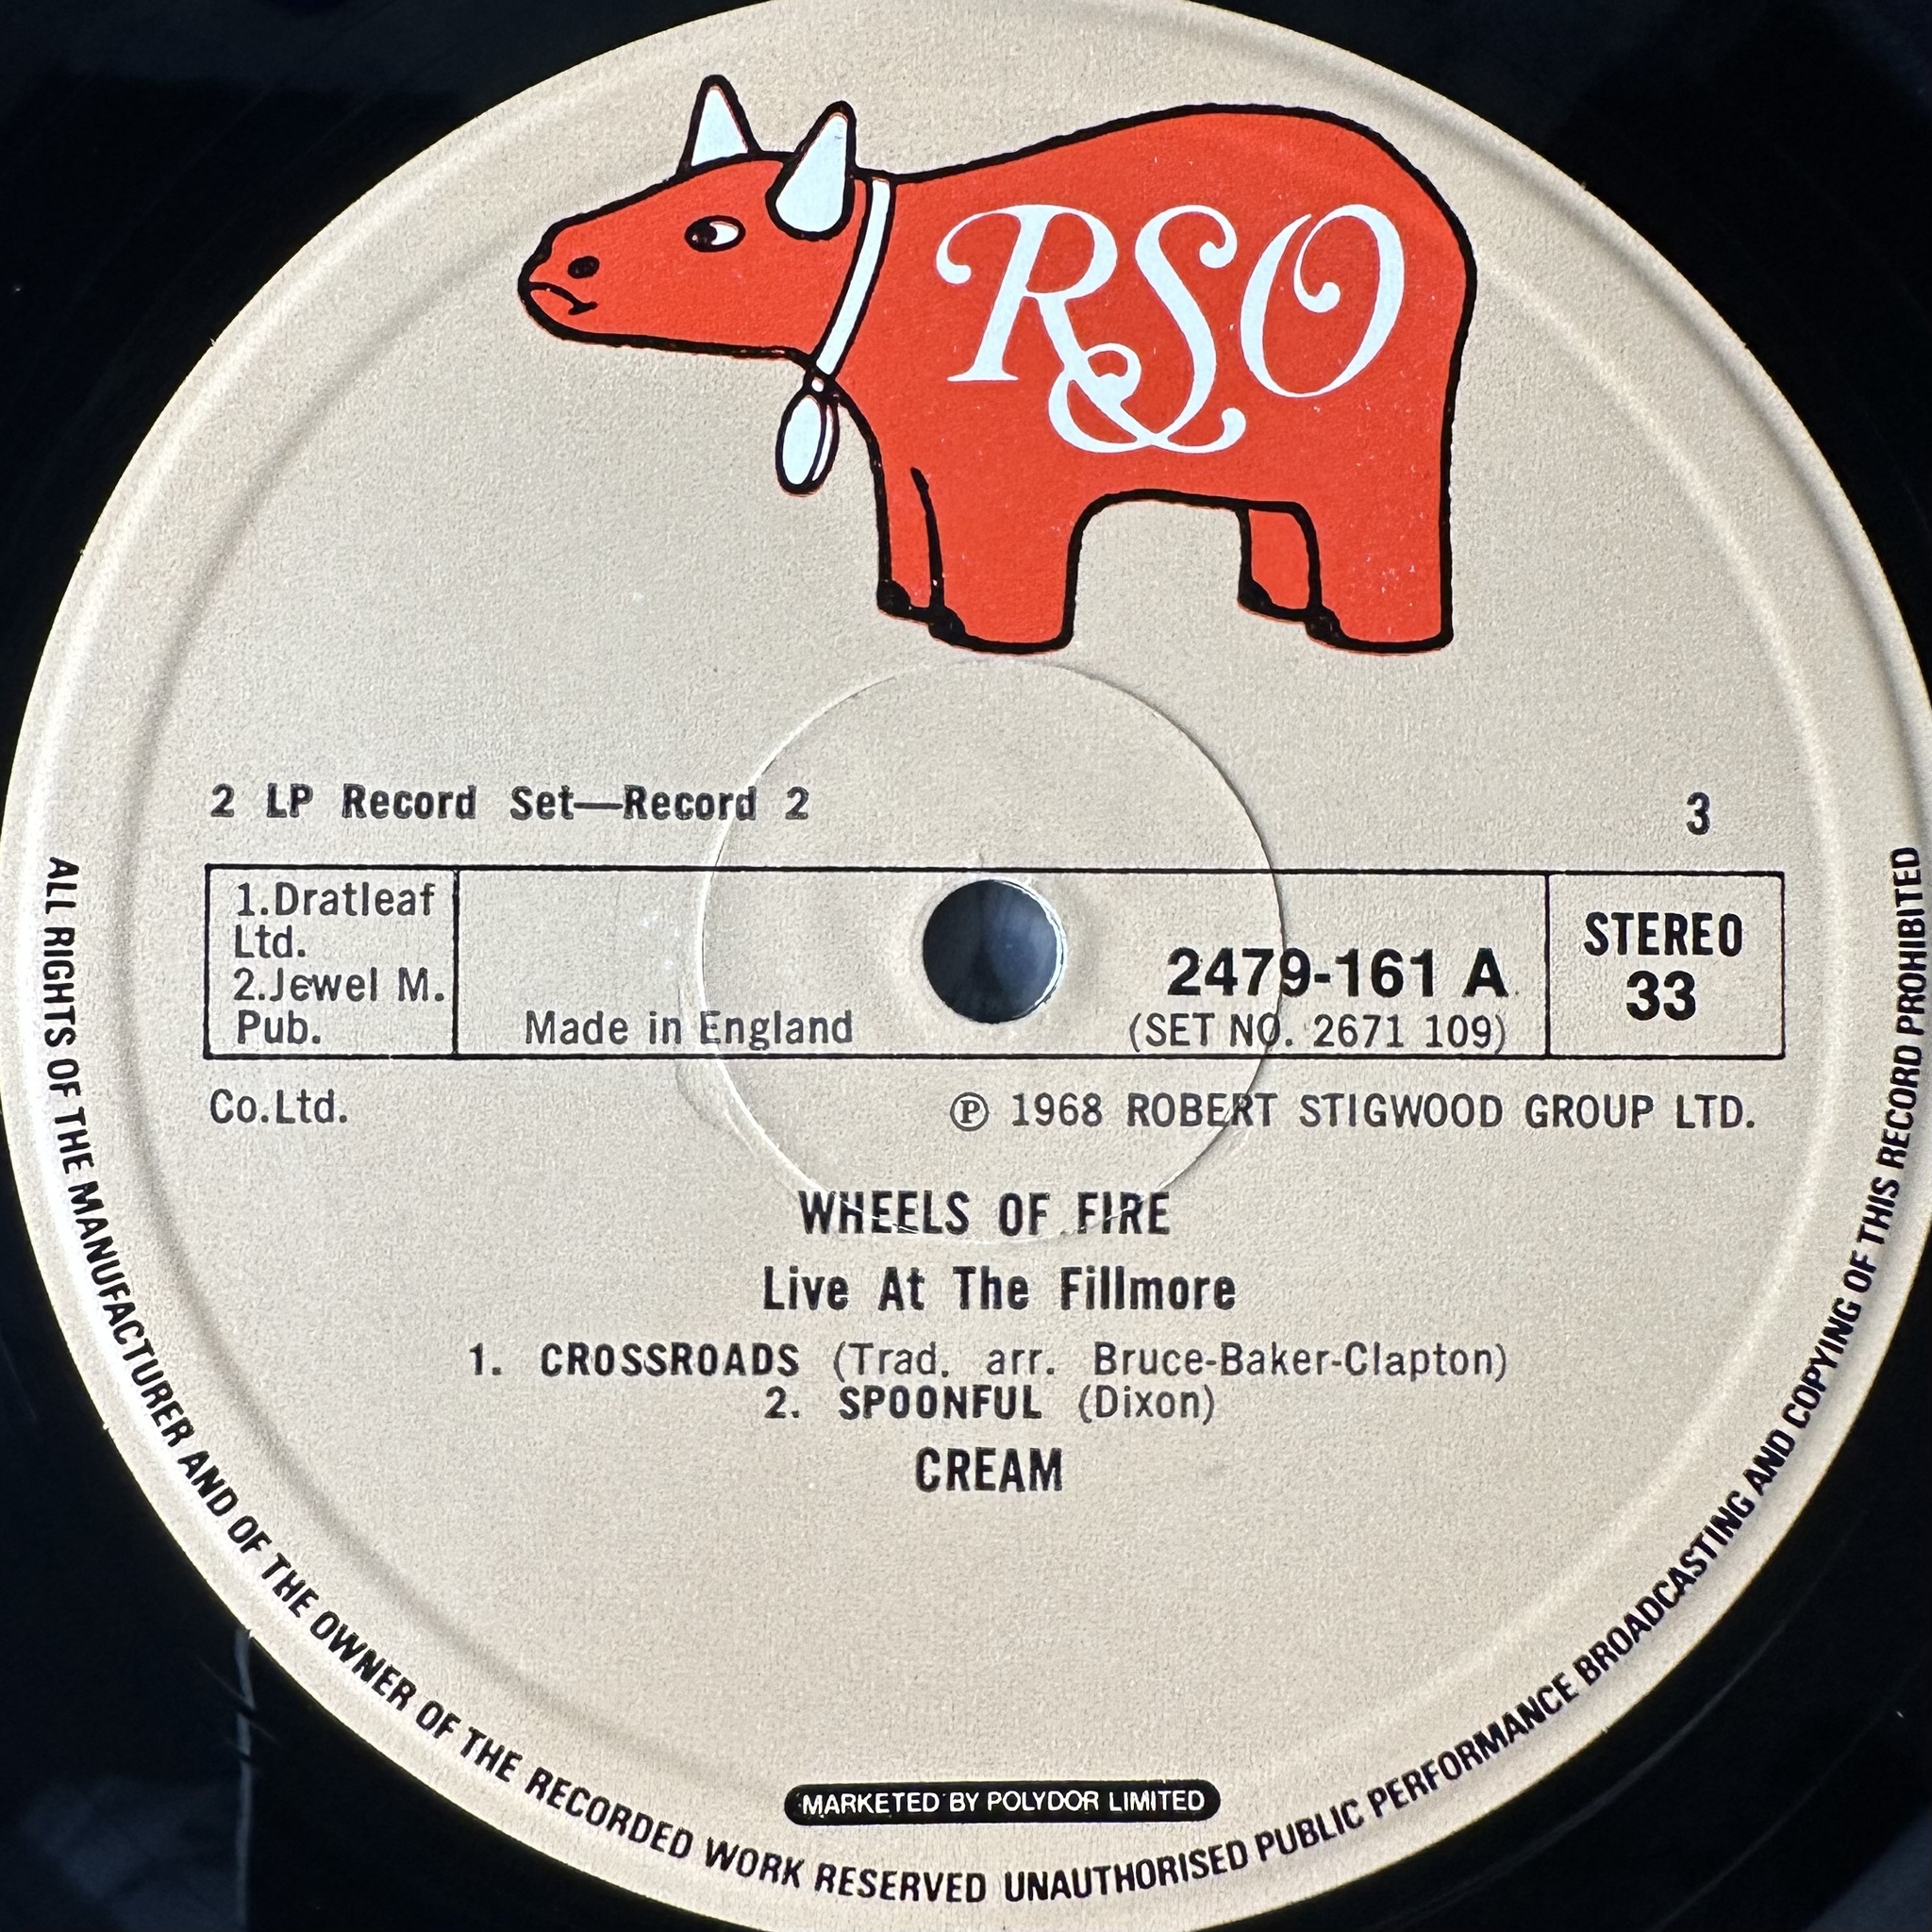 RSO
2 LP Record Set—Record 2
3
1.Dratleaf
Ltd.
2.Jewel M.
Pub.
Co.Ltd.
Made in England
2479-161 A
(SET NO. 2671 109)
STEREO
33
℗ 1968 ROBERT STIGWOOD GROUP LTD.
WHEELS OF FIRE
Live At The Fillmore
1. CROSSROADS (Trad. arr. Bruce-Baker-Clapton)
2. SPOONFUL (Dixon)
CREAM
MARKETED BY POLYDOR LIMITED
ALL RIGHTS OF THE MANUFACTURER AND OF THE OWNER OF THE RECORDED WORK RESERVED UNAUTHORISED PUBLIC PERFORMANCE BROADCASTING AND COPYING OF THIS RECORD PROHIBITED